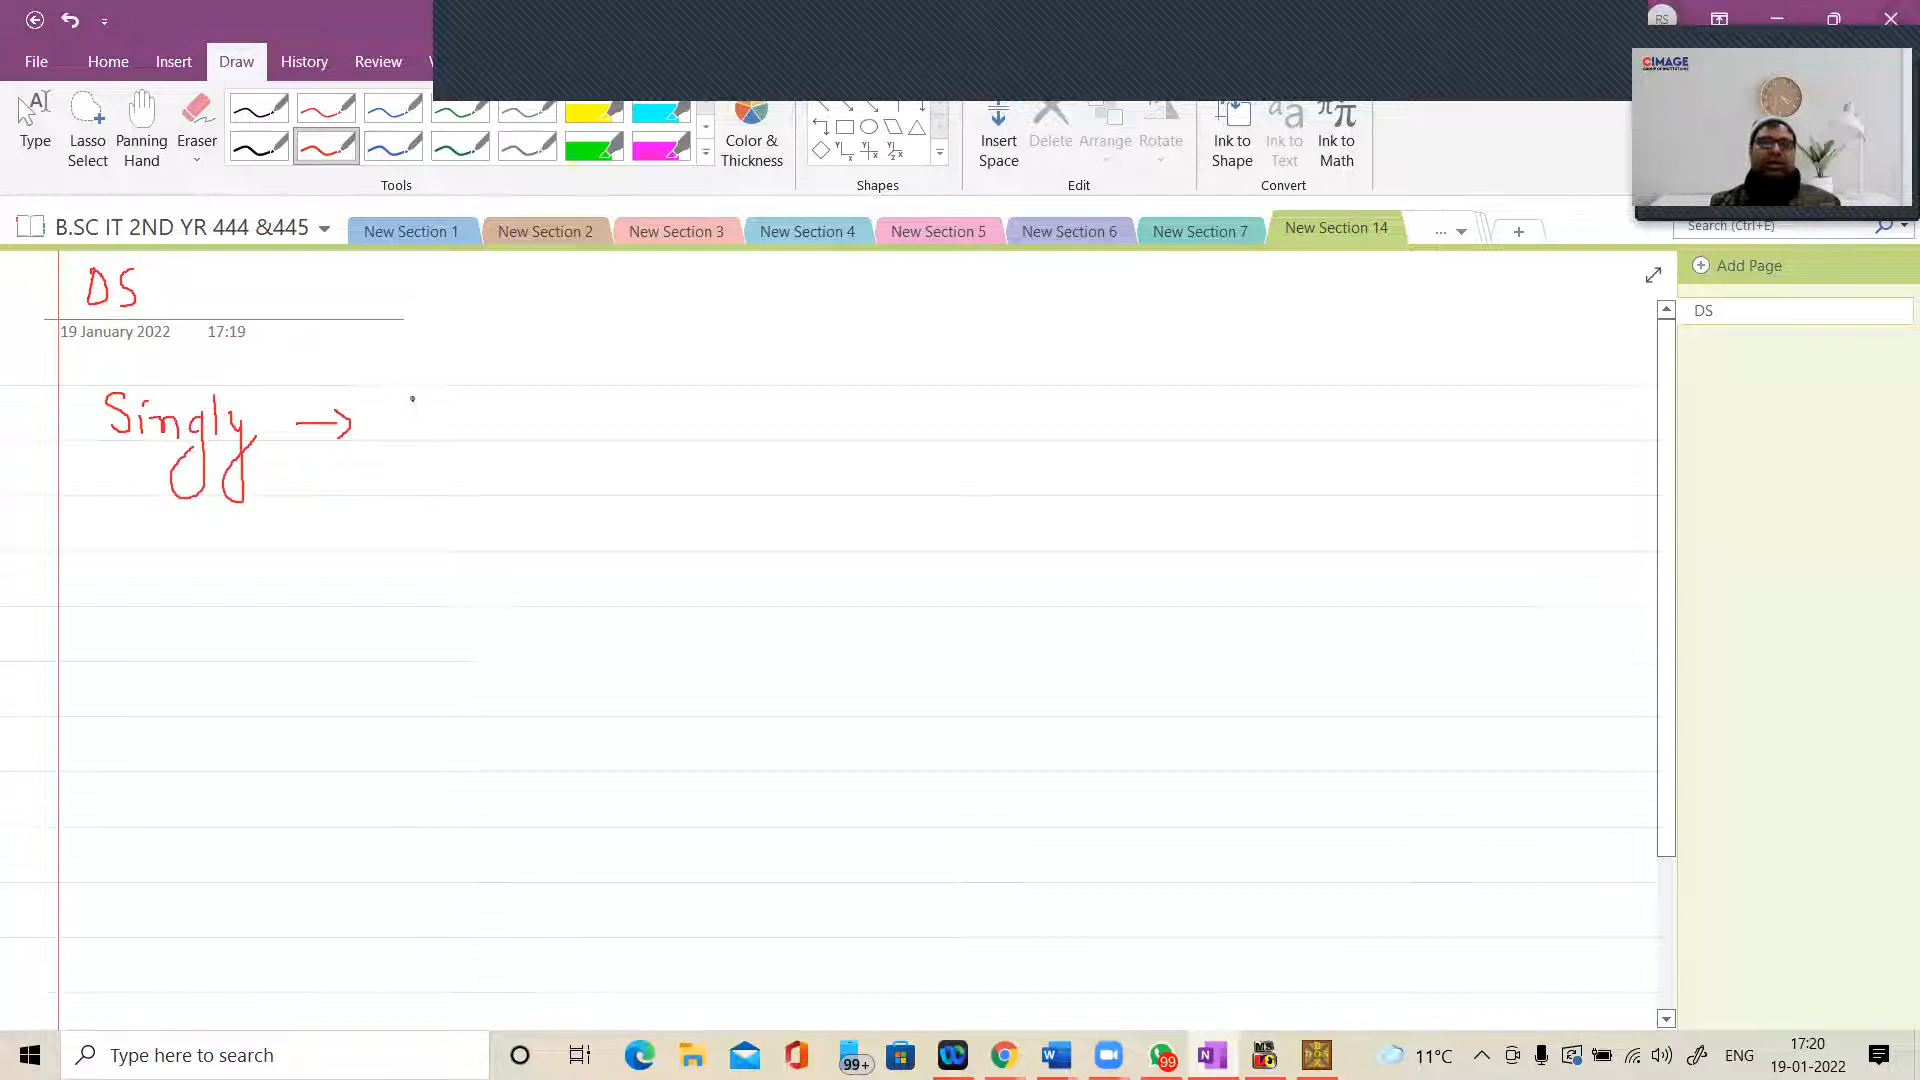 RS
File Home Insert Draw History Review
CIMAGE
Type Lasso Select Panning Hand Eraser Color & Thickness Insert Space Delete Arrange Rotate Ink to Shape Ink to Text Ink to Math
Tools Shapes Edit Convert
B.SC IT 2ND YR 444 &445 New Section 1 New Section 2 New Section 3 New Section 4 New Section 5 New Section 6 New Section 7 New Section 14 ... +
Search (Ctrl+E)
Add Page
DS
DS
19 January 2022 17:19
Singly →
Type here to search
99+
99
11°C
ENG
17:20
19-01-2022